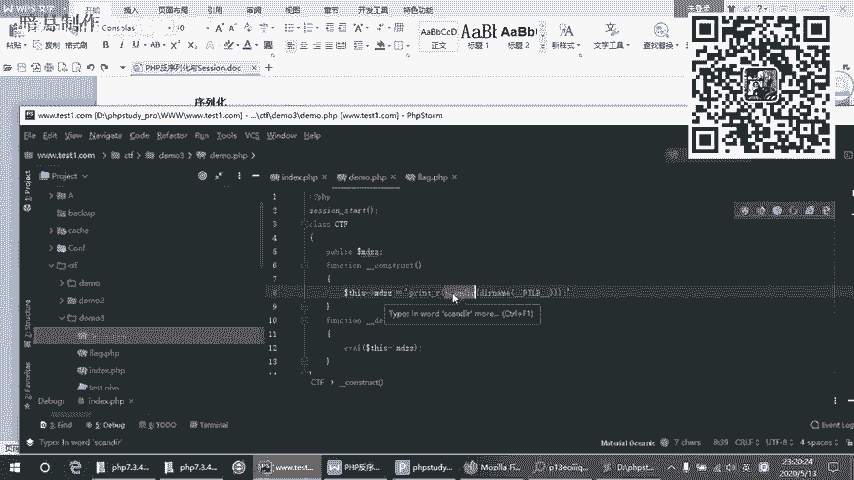 WPS 文字
开始 插入 页面布局 引用 审阅 视图 章节 开发工具 特色功能
暗月制作
粘贴 复制 格式刷
AaBbCcD AaBl AaBb( AaBbC
正文 标题 1 标题 2 新样式 文字工具 查找替换
PHP反序列化与Session.doc
序列化
www.test1.com [D:\phpstudy_pro\WWW\www.test1.com] - ...\ctf\demo3\demo.php [www.test1.com] - PhpStorm
File Edit View Navigate Code Refactor Run Tools VCS Window Help
www.test1.com ctf demo3 demo.php
Project
index.php demo.php flag.php
A
backup
cache
Conf
ctf
demo
demo2
demo3
flag.php
index.php
test.php
1 <?php
2 session_start();
3 class CTF
4 {
5 public $mdzz;
6 function __construct()
7 {
8 $this->mdzz = 'print_r(scandir(dirname(__FILE__)));'
9 }
10 function __de
11 {
12 eval($this->mdzz);
13 }
14
Typo: In word 'scandir' more... (Ctrl+F1)
CTF __construct()
Debug: index.php
3: Find 5: Debug 6: TODO Terminal Event Log
Typo: In word 'scandir' Material Oceanic 7 chars 8:39 CRLF UTF-8 4 spaces
php7.3.4... php7.3.4... www.test... PHP反序... phpstudy... Mozilla Fi... p13eciiq... D:\phpst...
23:20:24
2020/5/13